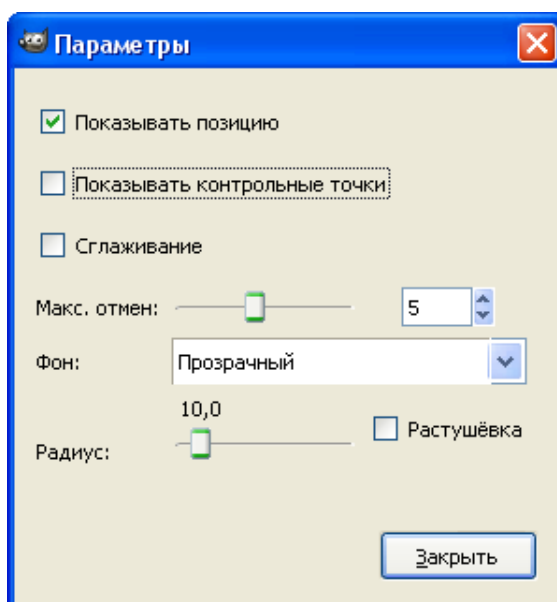 Параметры
Показывать позицию
Показывать контрольные точки
Сглаживание
Макс. отмен: 5
Фон: Прозрачный
10,0
Радиус: Растушёвка
Закрыть